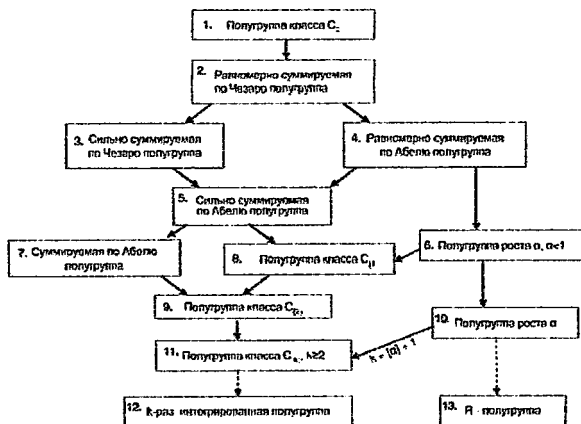 1. Полугруппа класса C₀
2. Равномерно суммируемая
по Чезаро полугруппа
3. Сильно суммируемая
по Чезаро полугруппа
4. Равномерно суммируемая
по Абелю полугруппа
5. Сильно суммируемая
по Абелю полугруппа
6. Полугруппа роста α, α<1
7. Суммируемая по Абелю
полугруппа
8. Полугруппа класса
9. Полугруппа класса
10. Полугруппа роста α
k = [α] + 1
11. Полугруппа класса k≥2
12. k-раз интегрированная полугруппа
13. R - полугруппа